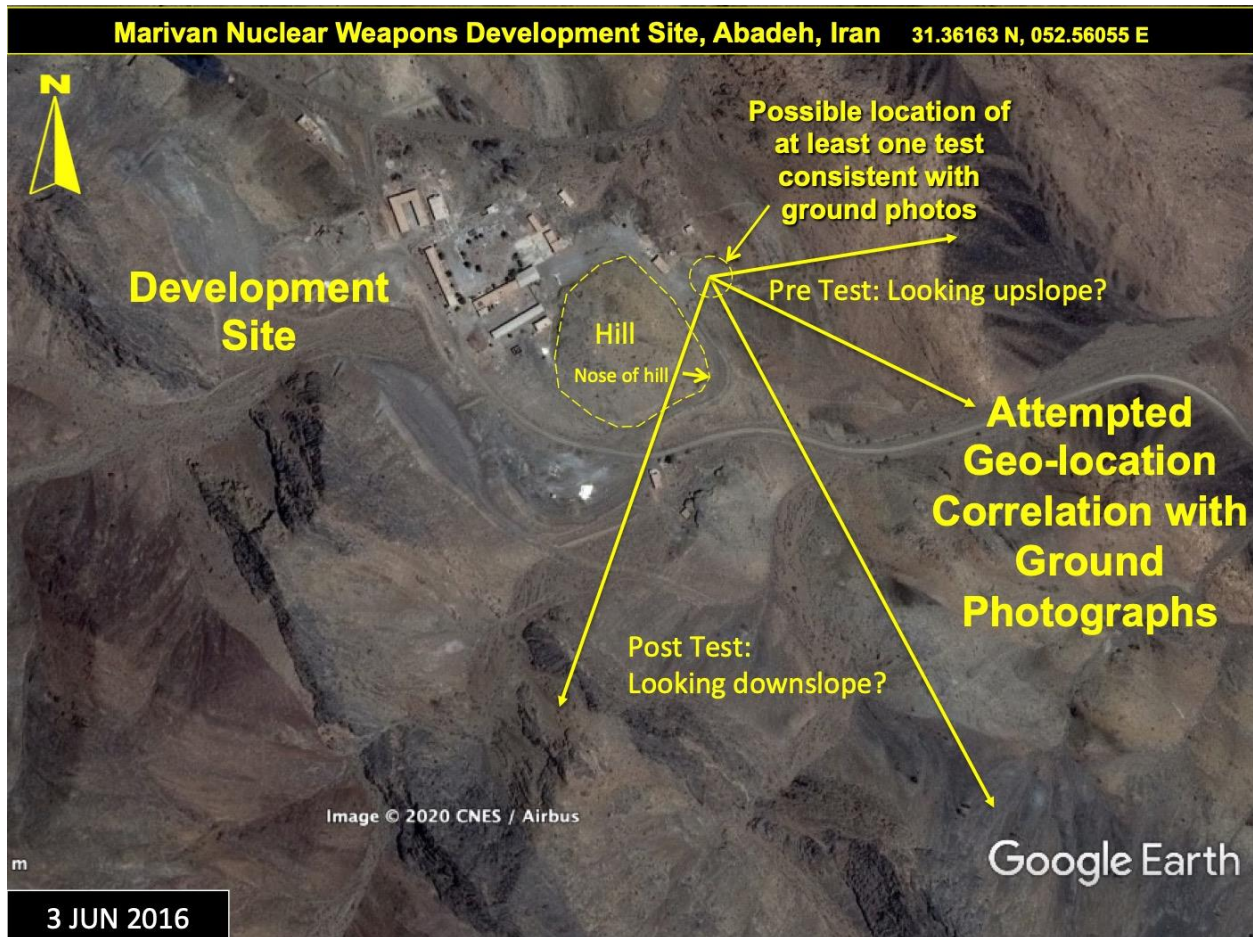 Marivan Nuclear Weapons Development Site, Abadeh, Iran 31.36163 N, 052.56055 E
N
Possible location of
at least one test
consistent with
ground photos
Development
Site
Pre Test: Looking upslope?
Hill
Nose of hill
Attempted
Geo-location
Correlation with
Ground
Photographs
Post Test:
Looking downslope?
Image © 2020 CNES / Airbus
m
Google Earth
3 JUN 2016